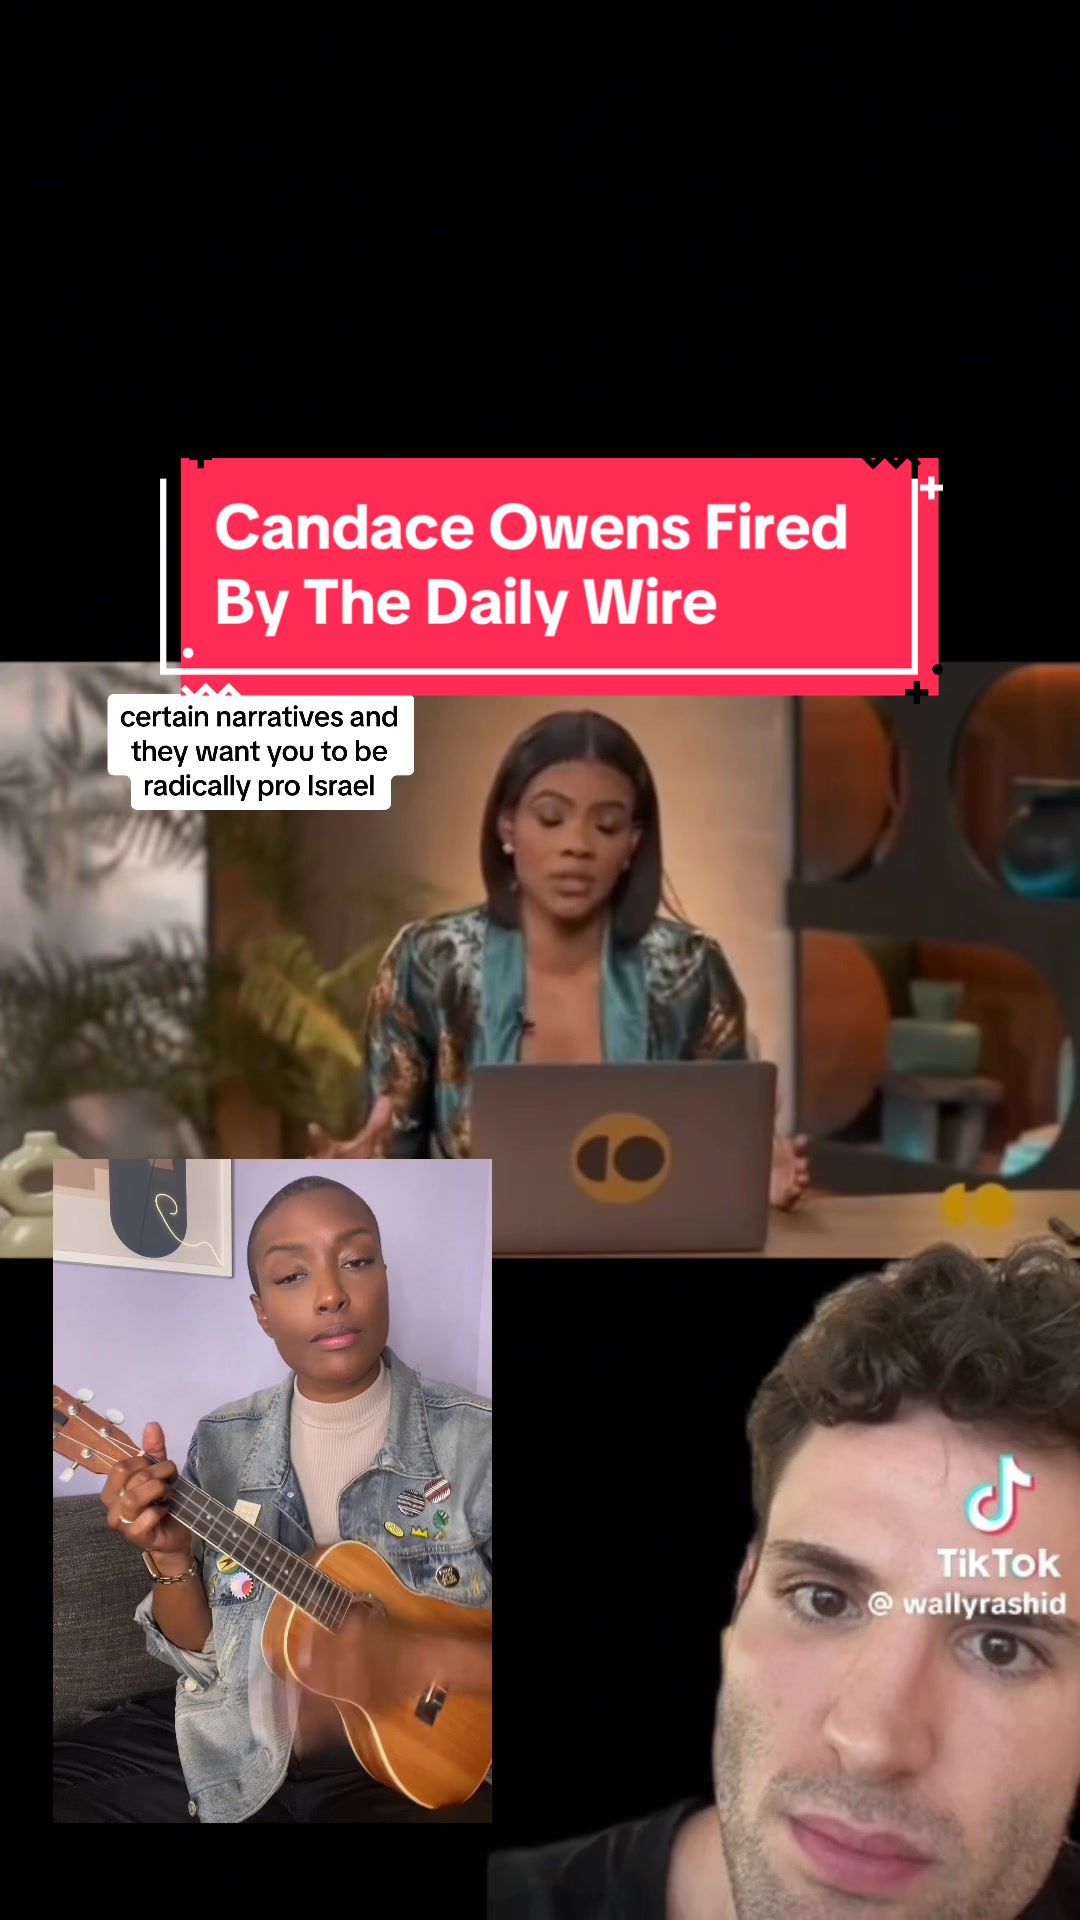 Candace Owens Fired
By The Daily Wire
certain narratives and
they want you to be
radically pro Israel
TikTok
@ wallyrashid